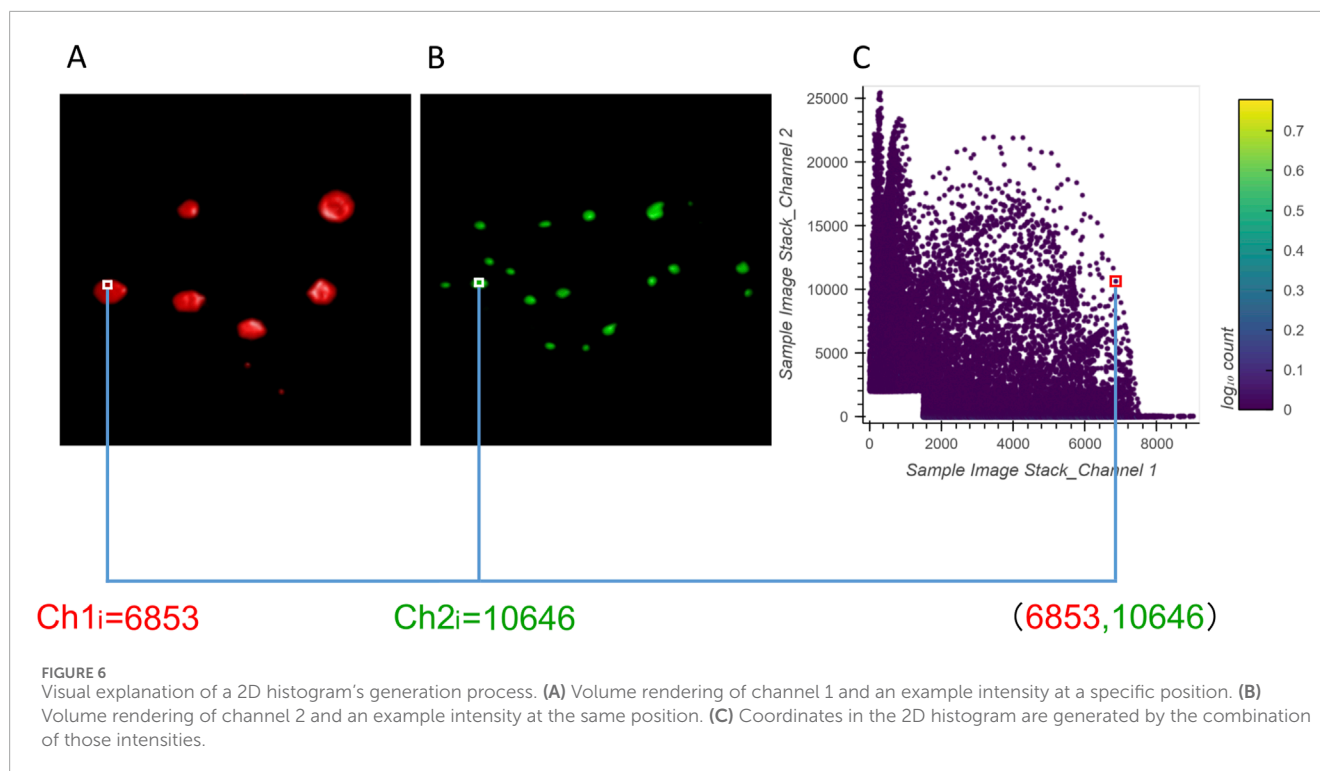 A
B
C
25000
20000
15000
10000
5000
0
Sample Image Stack_Channel 2
0 2000 4000 6000 8000
Sample Image Stack_Channel 1
0.7
0.6
0.5
0.4
0.3
0.2
0.1
0
log₁₀ count
Ch1i=6853
Ch2i=10646
(6853,10646)
FIGURE 6
Visual explanation of a 2D histogram's generation process. (A) Volume rendering of channel 1 and an example intensity at a specific position. (B)
Volume rendering of channel 2 and an example intensity at the same position. (C) Coordinates in the 2D histogram are generated by the combination
of those intensities.